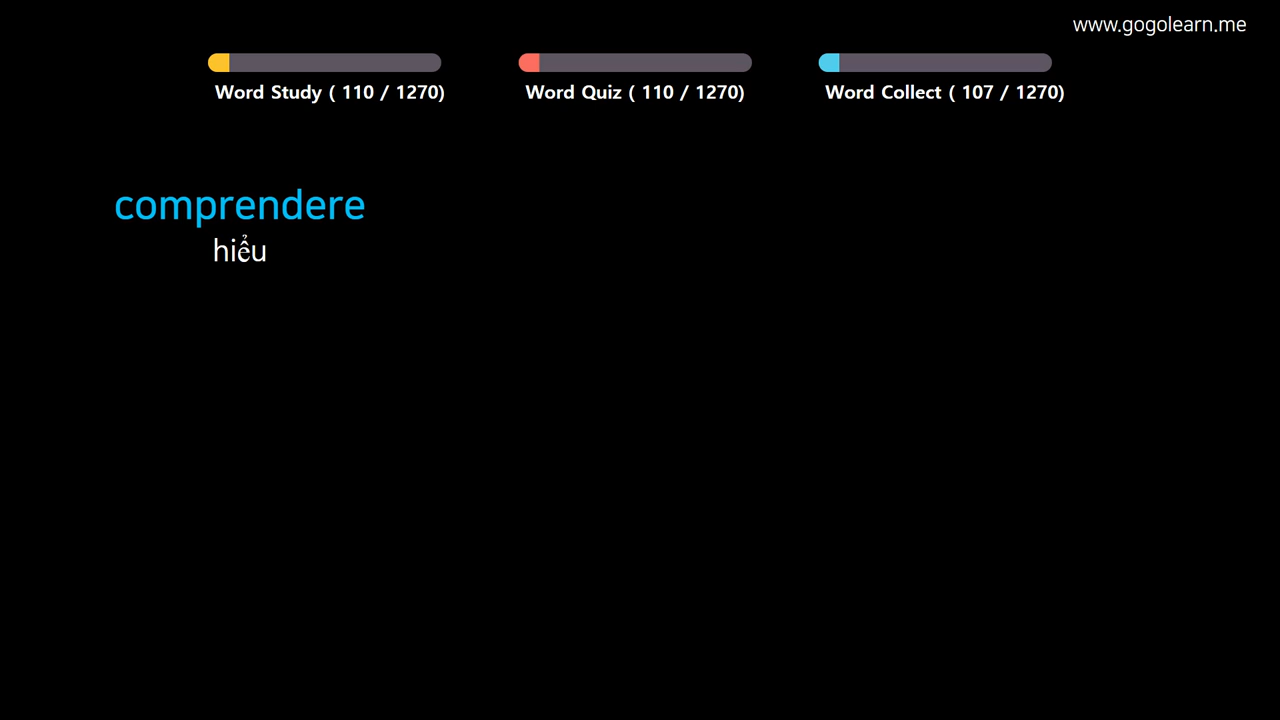 www.gogolearn.me
Word Study ( 110 / 1270)
Word Quiz ( 110 / 1270)
Word Collect ( 107 / 1270)
comprendere
hiểu